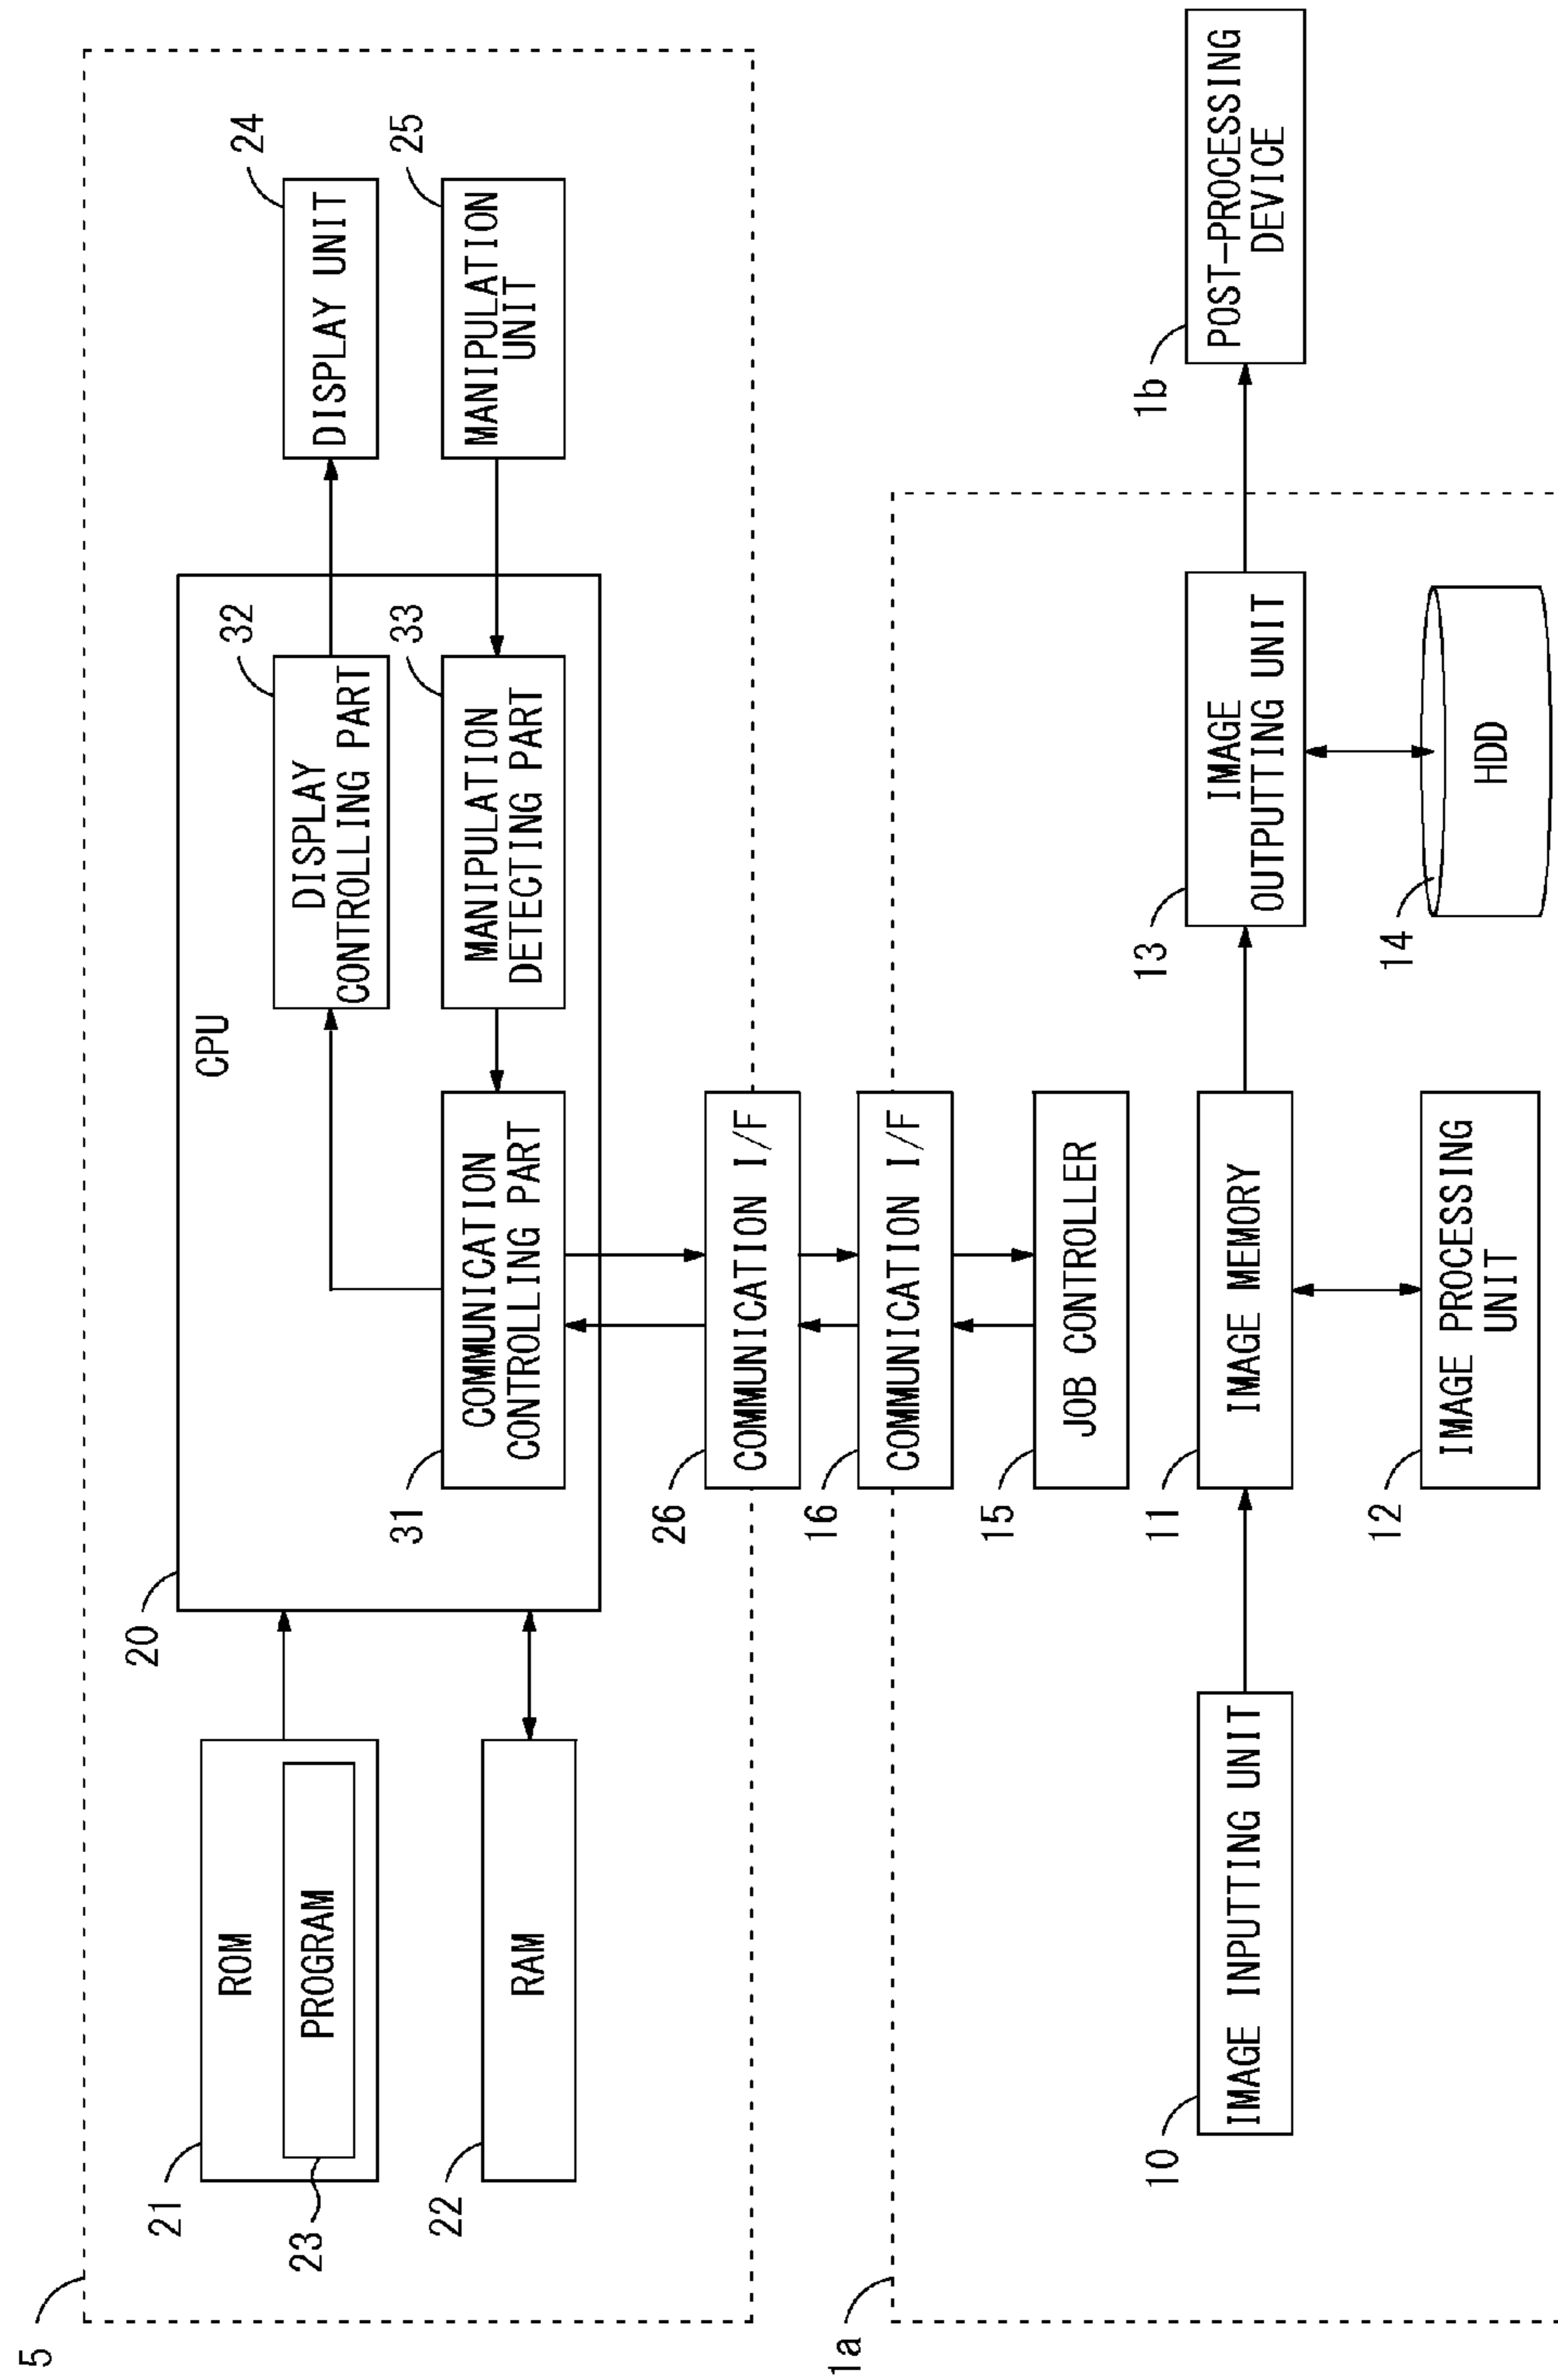 5
20
CPU
21
ROM
23
PROGRAM
22
RAM
32
DISPLAY
CONTROLLING PART
24
DISPLAY UNIT
31
COMMUNICATION
CONTROLLING PART
33
MANIPULATION
DETECTING PART
25
MANIPULATION
UNIT
26
COMMUNICATION I/F
1a
16
COMMUNICATION I/F
15
JOB CONTROLLER
10
IMAGE INPUTTING UNIT
11
IMAGE MEMORY
13
IMAGE
OUTPUTTING UNIT
1b
POST-PROCESSING
DEVICE
12
IMAGE PROCESSING
UNIT
14
HDD